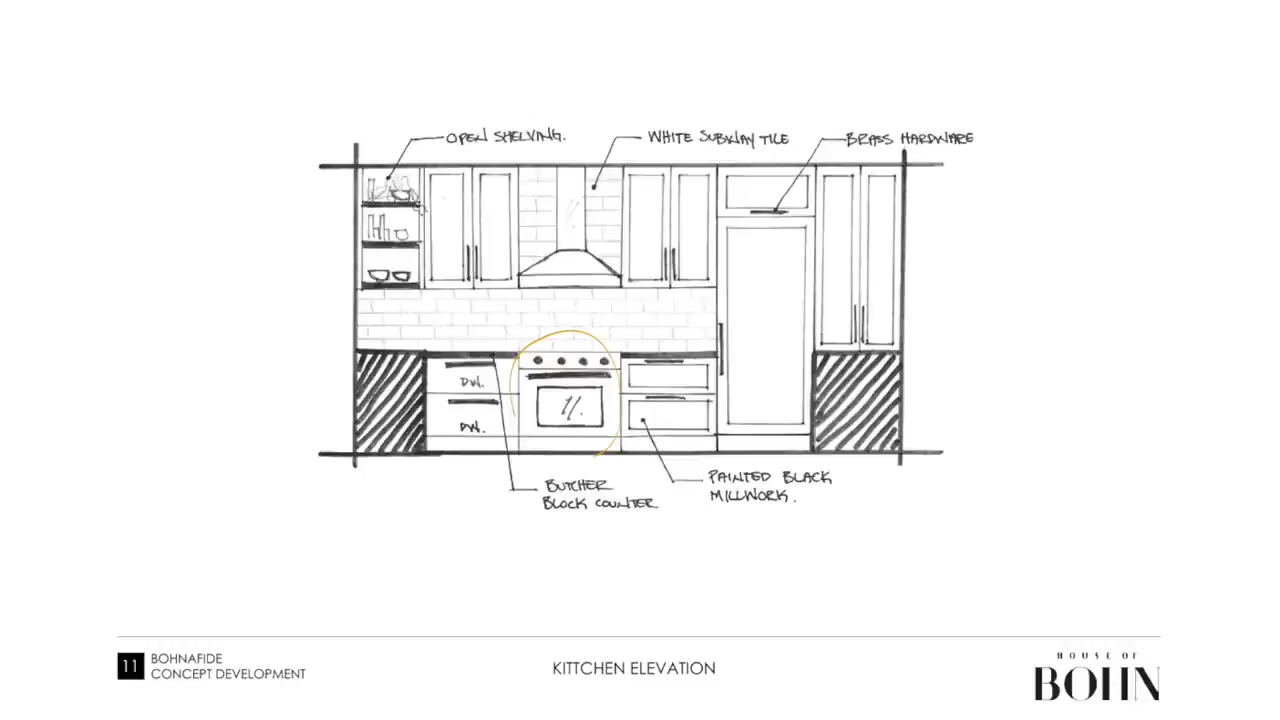 OPEN SHELVING.
WHITE SUBWAY TILE
BRASS HARDWARE
DW.
DW.
BUTCHER
BLOCK COUNTER
PAINTED BLACK
MILLWORK.
11
BOHNAFIDE
CONCEPT DEVELOPMENT
KITTCHEN ELEVATION
HOUSE OF
BOHN